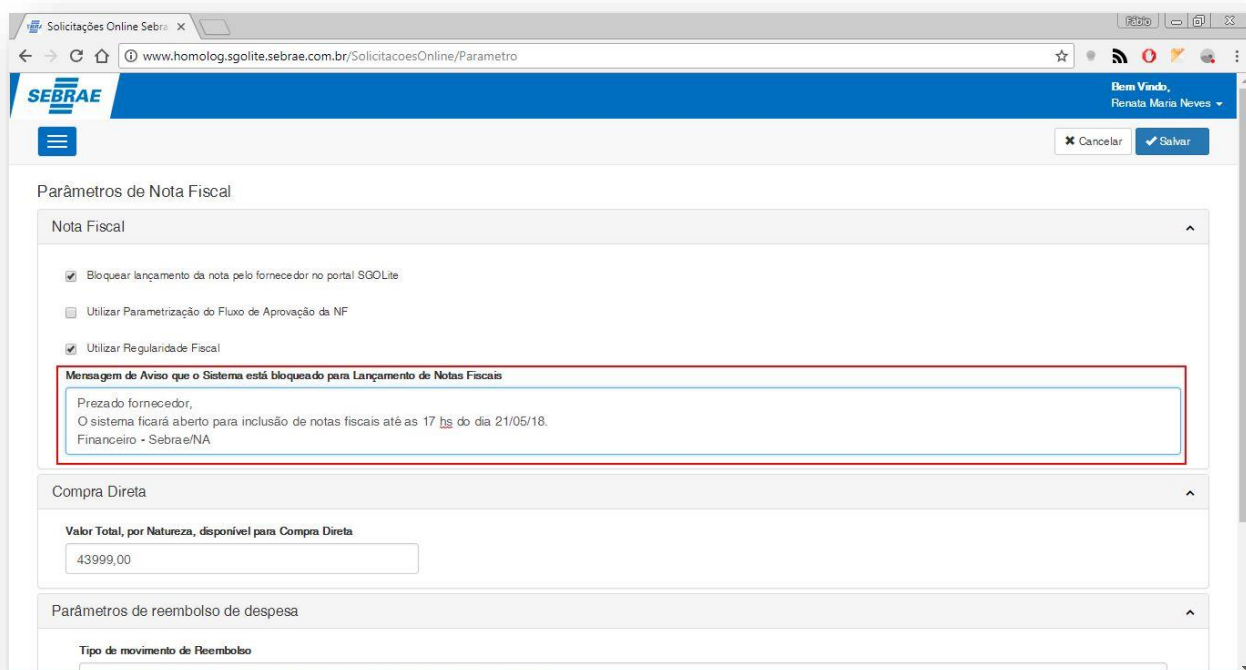 Solicitações Online Sebra
Fábio
www.homolog.sgolite.sebrae.com.br/SolicitacoesOnline/Parametro
SEBRAE
Bem Vindo,
Renata Maria Neves
Cancelar
Salvar
Parâmetros de Nota Fiscal
Nota Fiscal
Bloquear lançamento da nota pelo fornecedor no portal SGOLite
Utilizar Parametrização do Fluxo de Aprovação da NF
Utilizar Regularidade Fiscal
Mensagem de Aviso que o Sistema está bloqueado para Lançamento de Notas Fiscais
Prezado fornecedor,
O sistema ficará aberto para inclusão de notas fiscais até as 17 hs do dia 21/05/18.
Financeiro - Sebrae/NA
Compra Direta
Valor Total, por Natureza, disponível para Compra Direta
43999,00
Parâmetros de reembolso de despesa
Tipo de movimento de Reembolso